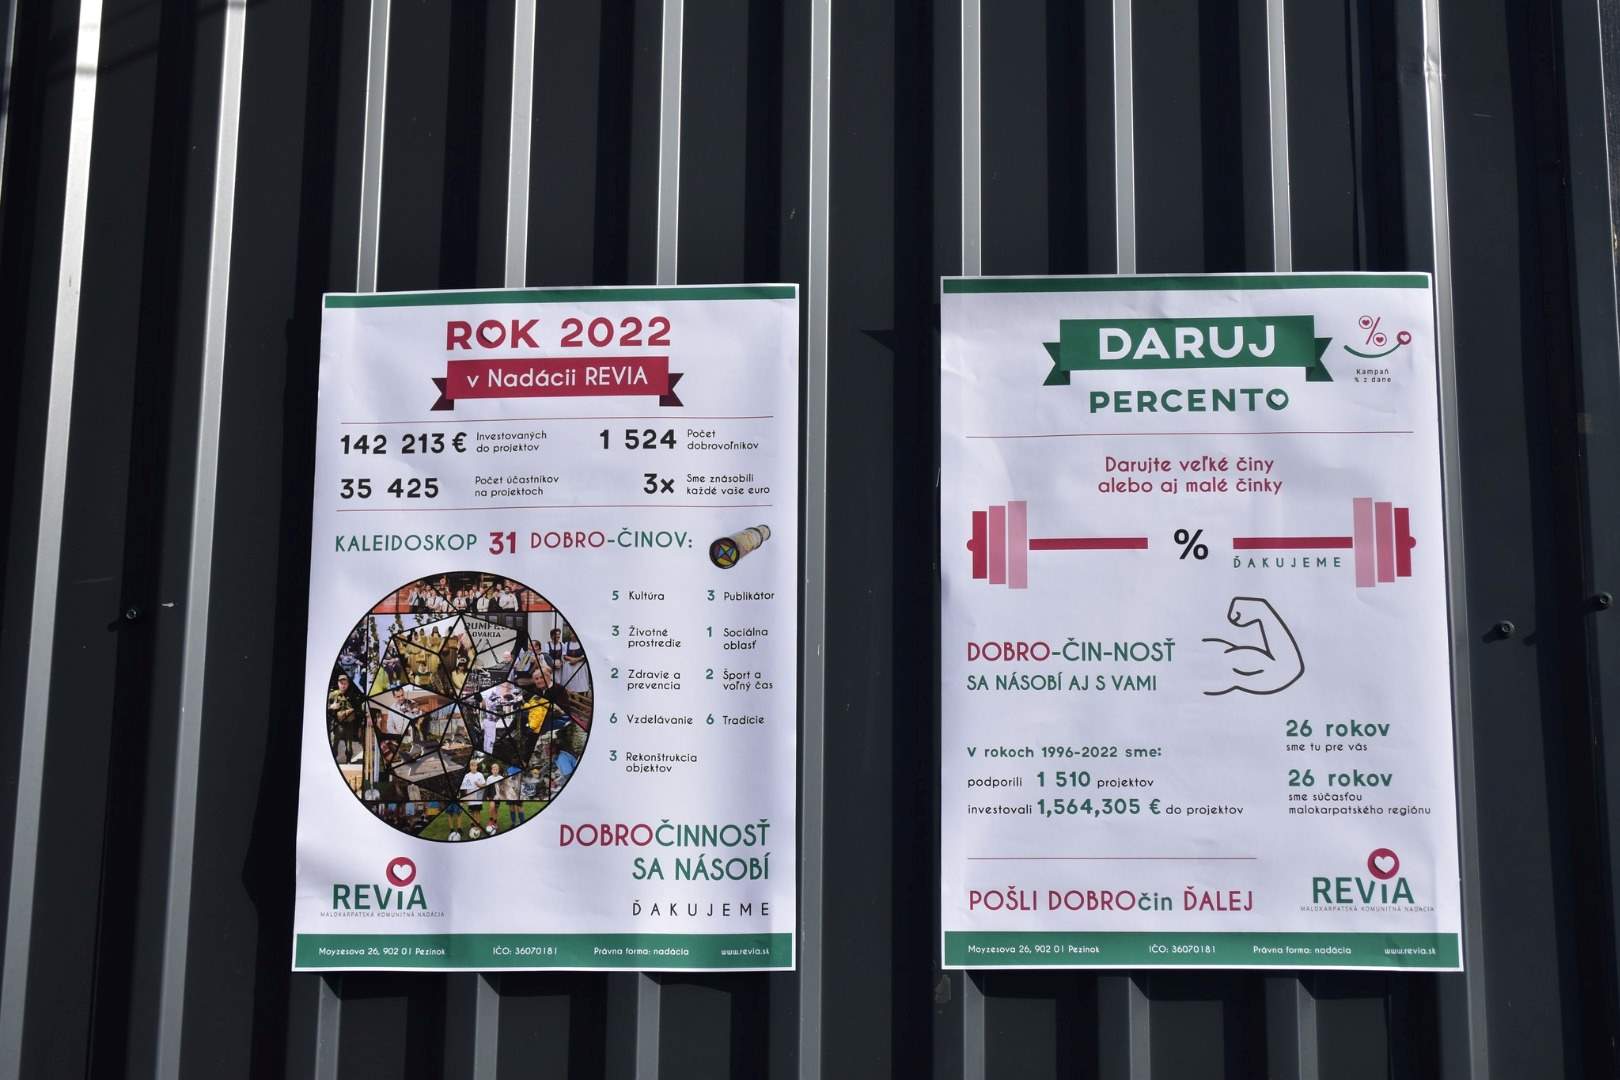 ROK 2022
v Nadácii REVIA
142 213 € Investovaných
do projektov
1 524 Počet
dobrovoľníkov
35 425 Počet účastníkov
na projektoch
3x Sme znásobili
každé vaše euro
KALEIDOSKOP 31 DOBRO-ČINOV:
5 Kultúra
3 Publikátor
3 Životné
prostredie
1 Sociálna
oblasť
2 Zdravie a
prevencia
2 Šport a
voľný čas
6 Vzdelávanie
6 Tradície
3 Rekonštrukcia
objektov
DOBROČINNOSŤ
SA NÁSOBÍ
ĎAKUJEME
REVIA
MALOKARPATSKÁ KOMUNITNÁ NADÁCIA
Moyzesova 26, 902 01 Pezinok IČO: 36070181 Právna forma: nadácia www.revia.sk
DARUJ
PERCENTO
%
Kampaň
% z dane
Darujte veľké činy
alebo aj malé činky
%
ĎAKUJEME
DOBRO-ČIN-NOSŤ
SA NÁSOBÍ AJ S VAMI
V rokoch 1996-2022 sme:
podporili 1 510 projektov
investovali 1,564,305 € do projektov
26 rokov
sme tu pre vás
26 rokov
sme súčasťou
malokarpatského regiónu
POŠLI DOBROčin ĎALEJ
REVIA
MALOKARPATSKÁ KOMUNITNÁ NADÁCIA
Moyzesova 26, 902 01 Pezinok IČO: 36070181 Právna forma: nadácia www.revia.sk